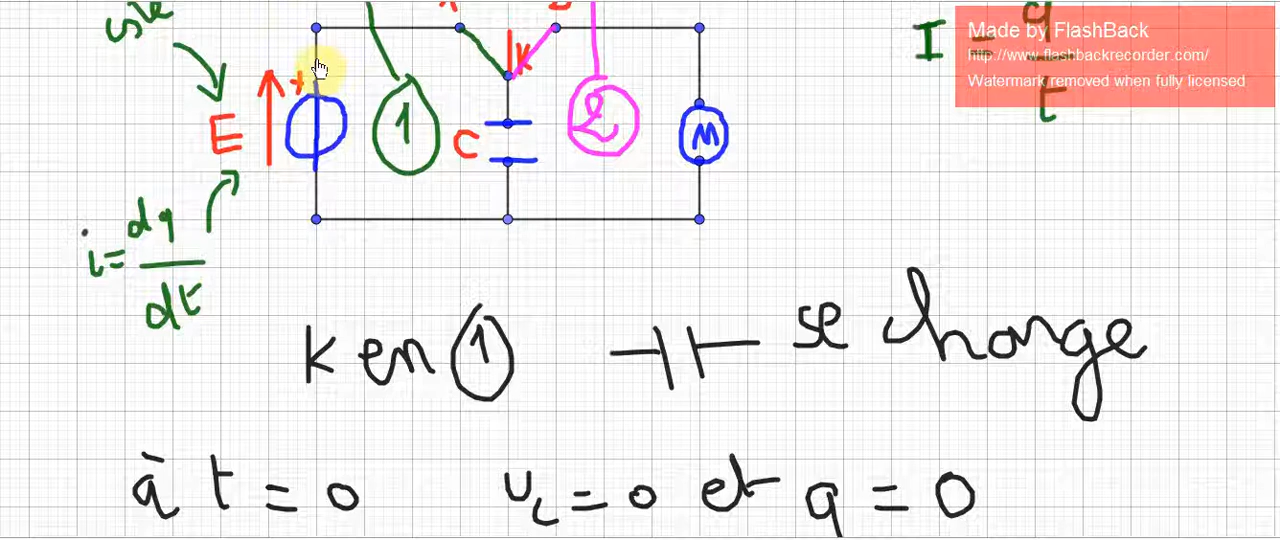 I = q
t
Made by FlashBack
http://www.flashbackrecorder.com/
Watermark removed when fully licensed
K
+
E
1
C
2
M
i = dq
dt
K en 1 se charge
à t = 0 uc = 0 et q = 0